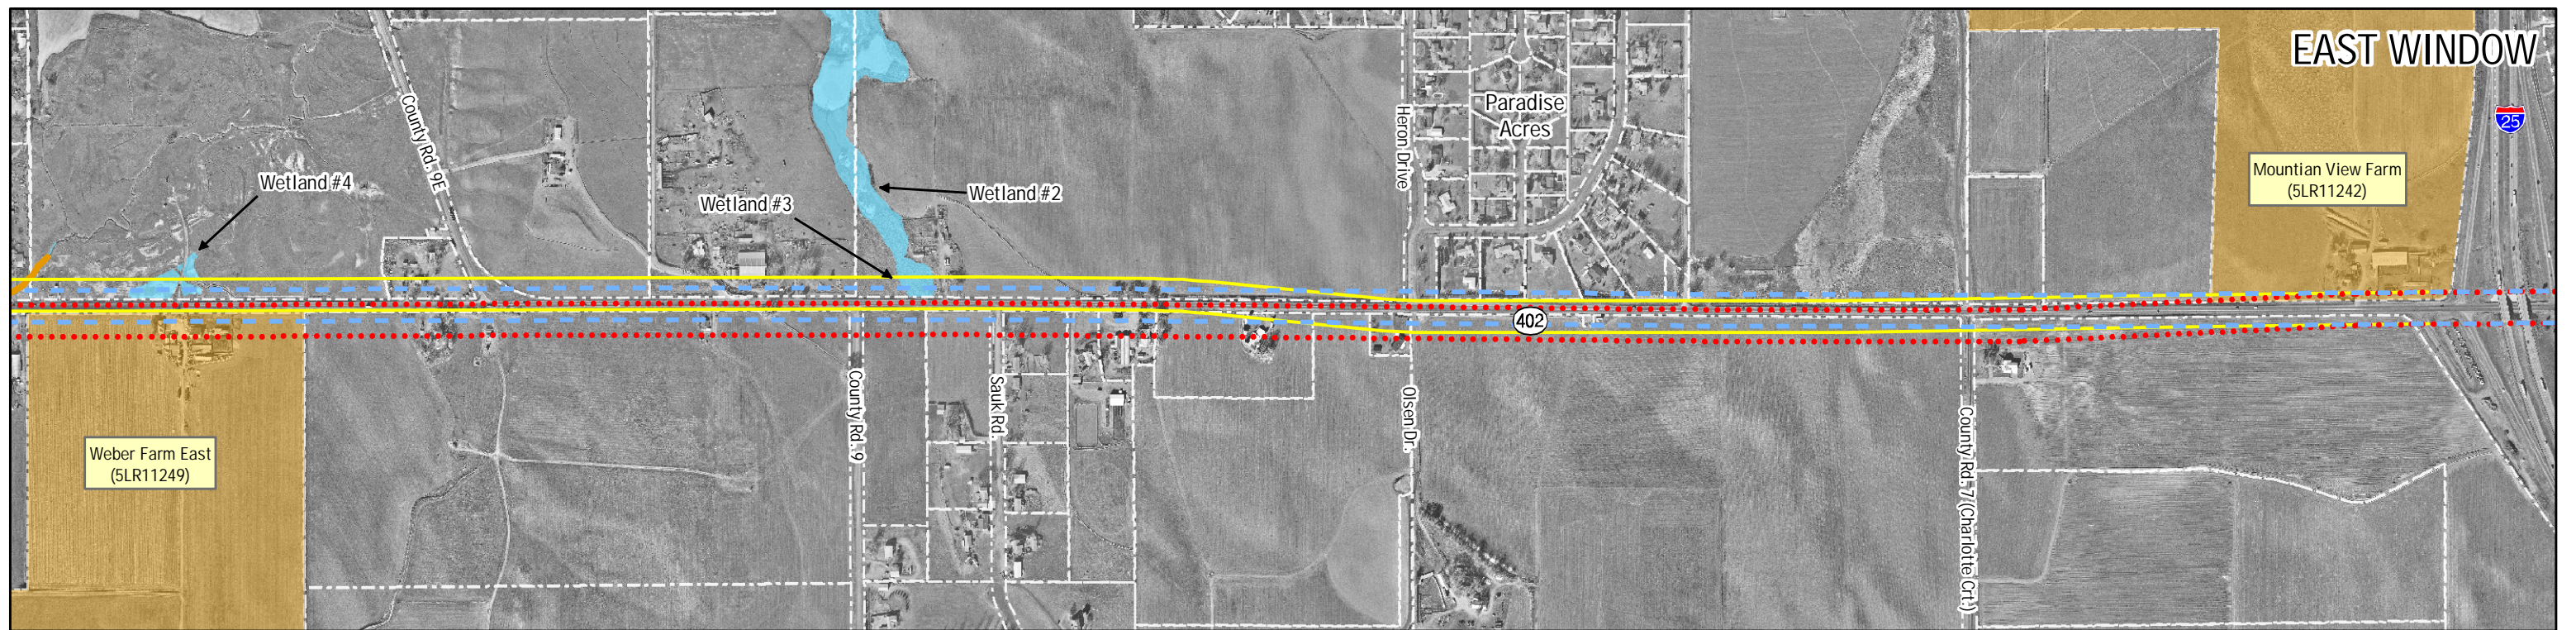 EAST WINDOW
25
County Rd. 9E
Wetland #4
Wetland #3
Wetland #2
Heron Drive
Paradise
Acres
Mountian View Farm
(5LR11242)
402
Weber Farm East
(5LR11249)
County Rd. 9
Sauk Rd.
Olsen Dr.
County Rd. 7 (Charlotte Crt.)